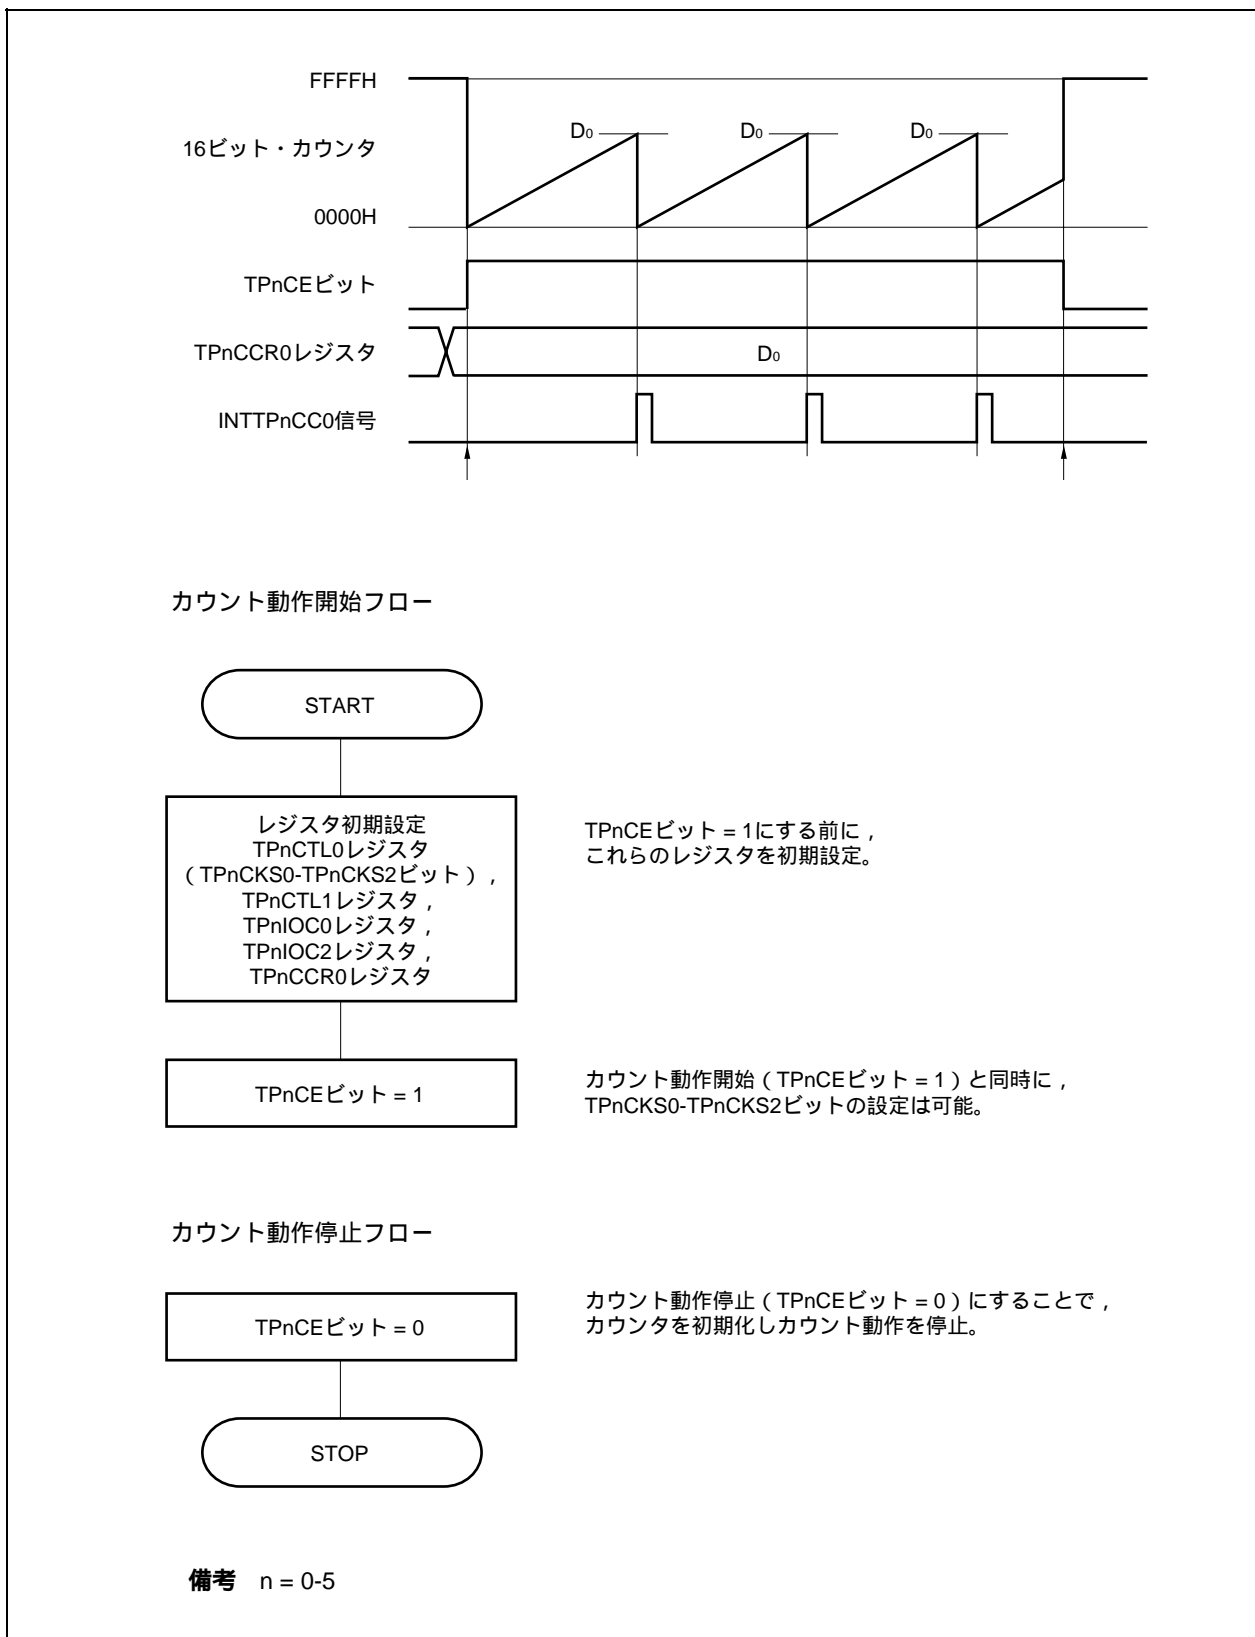 FFFFH
16ビット・カウンタ
0000H
D0
D0
D0
TPnCEビット
TPnCCR0レジスタ
D0
INTTPnCC0信号
カウント動作開始フロー
START
レジスタ初期設定
TPnCTL0レジスタ
（TPnCKS0-TPnCKS2ビット），
TPnCTL1レジスタ，
TPnIOC0レジスタ，
TPnIOC2レジスタ，
TPnCCR0レジスタ
TPnCEビット = 1にする前に，
これらのレジスタを初期設定。
TPnCEビット = 1
カウント動作開始（TPnCEビット = 1）と同時に，
TPnCKS0-TPnCKS2ビットの設定は可能。
カウント動作停止フロー
TPnCEビット = 0
カウント動作停止（TPnCEビット = 0）にすることで，
カウンタを初期化しカウント動作を停止。
STOP
備考 n = 0-5